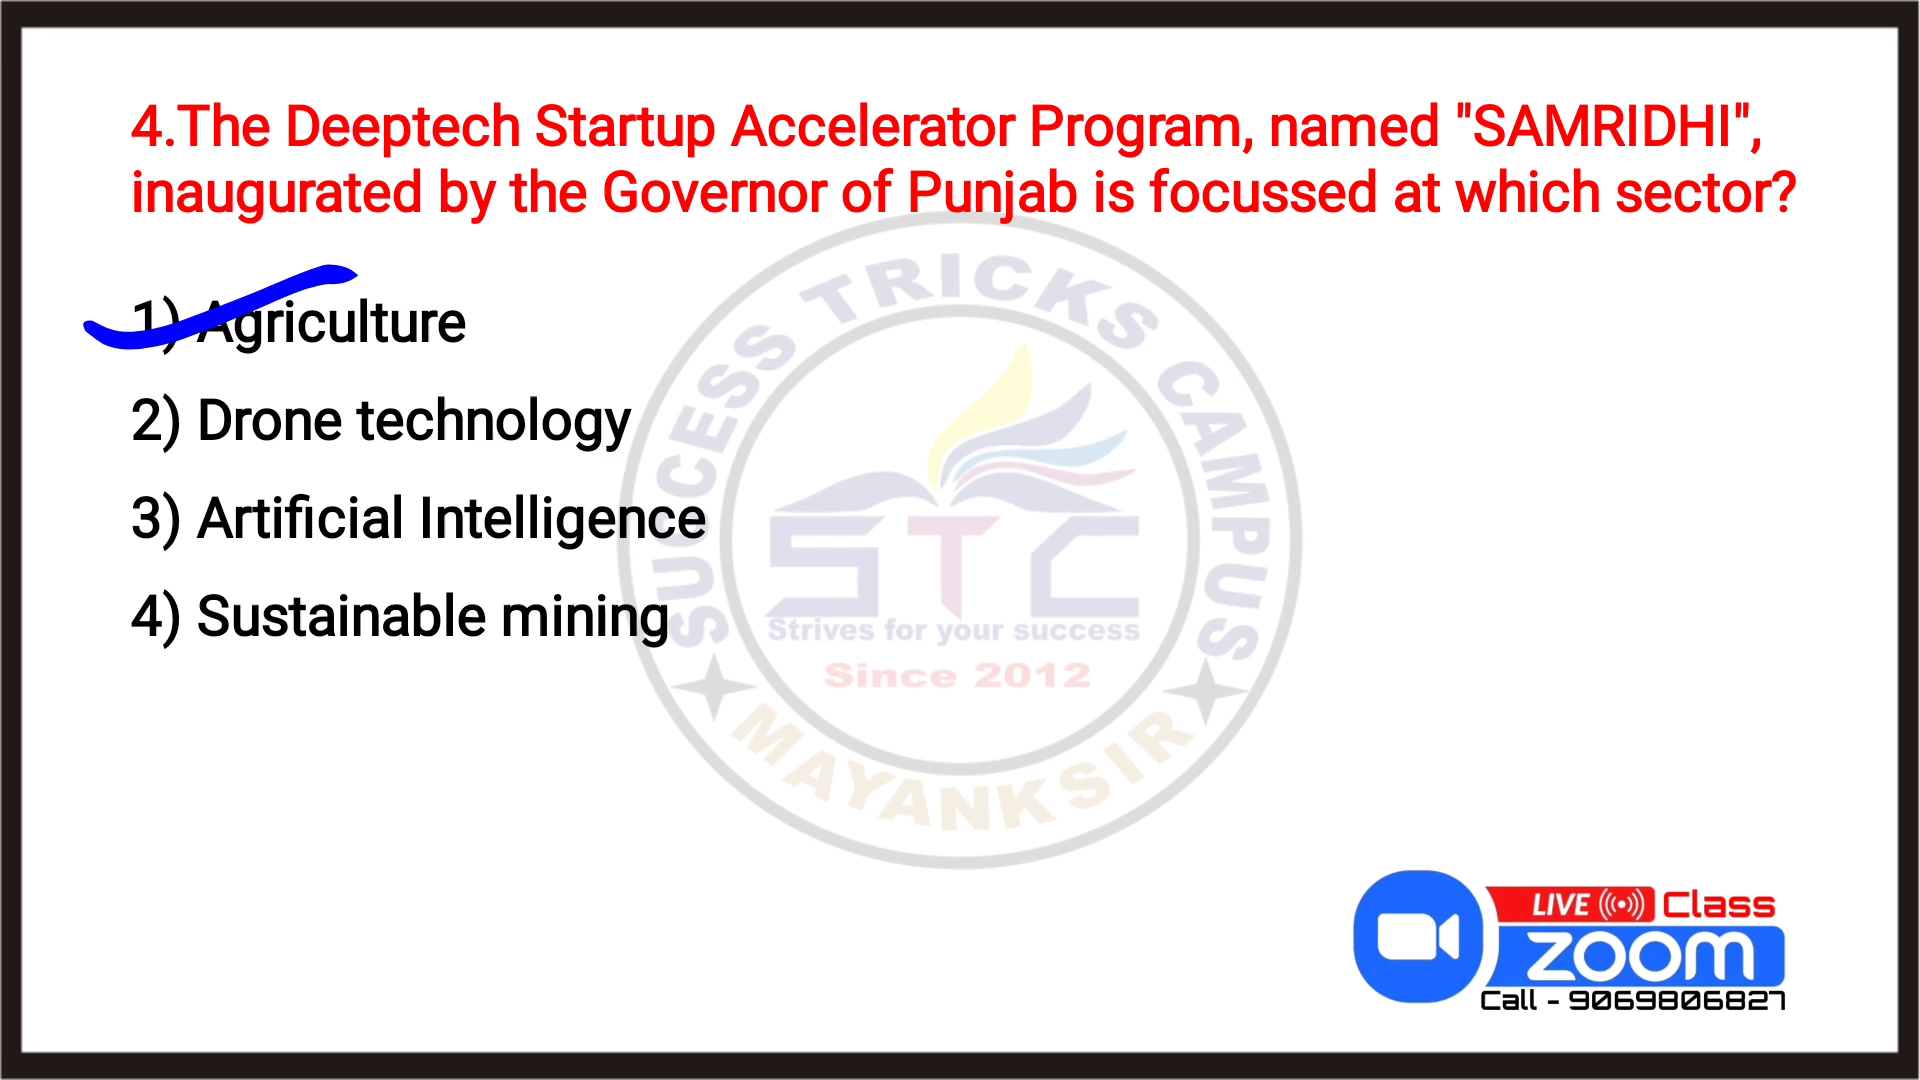 4.The Deeptech Startup Accelerator Program, named "SAMRIDHI",
inaugurated by the Governor of Punjab is focussed at which sector?
1) Agriculture
2) Drone technology
3) Artificial Intelligence
4) Sustainable mining
SUCCESS TRICKS CAMPUS
STC
Strives for your success
Since 2012
MAYANKSIR
LIVE Class
zoom
Call - 9069806827